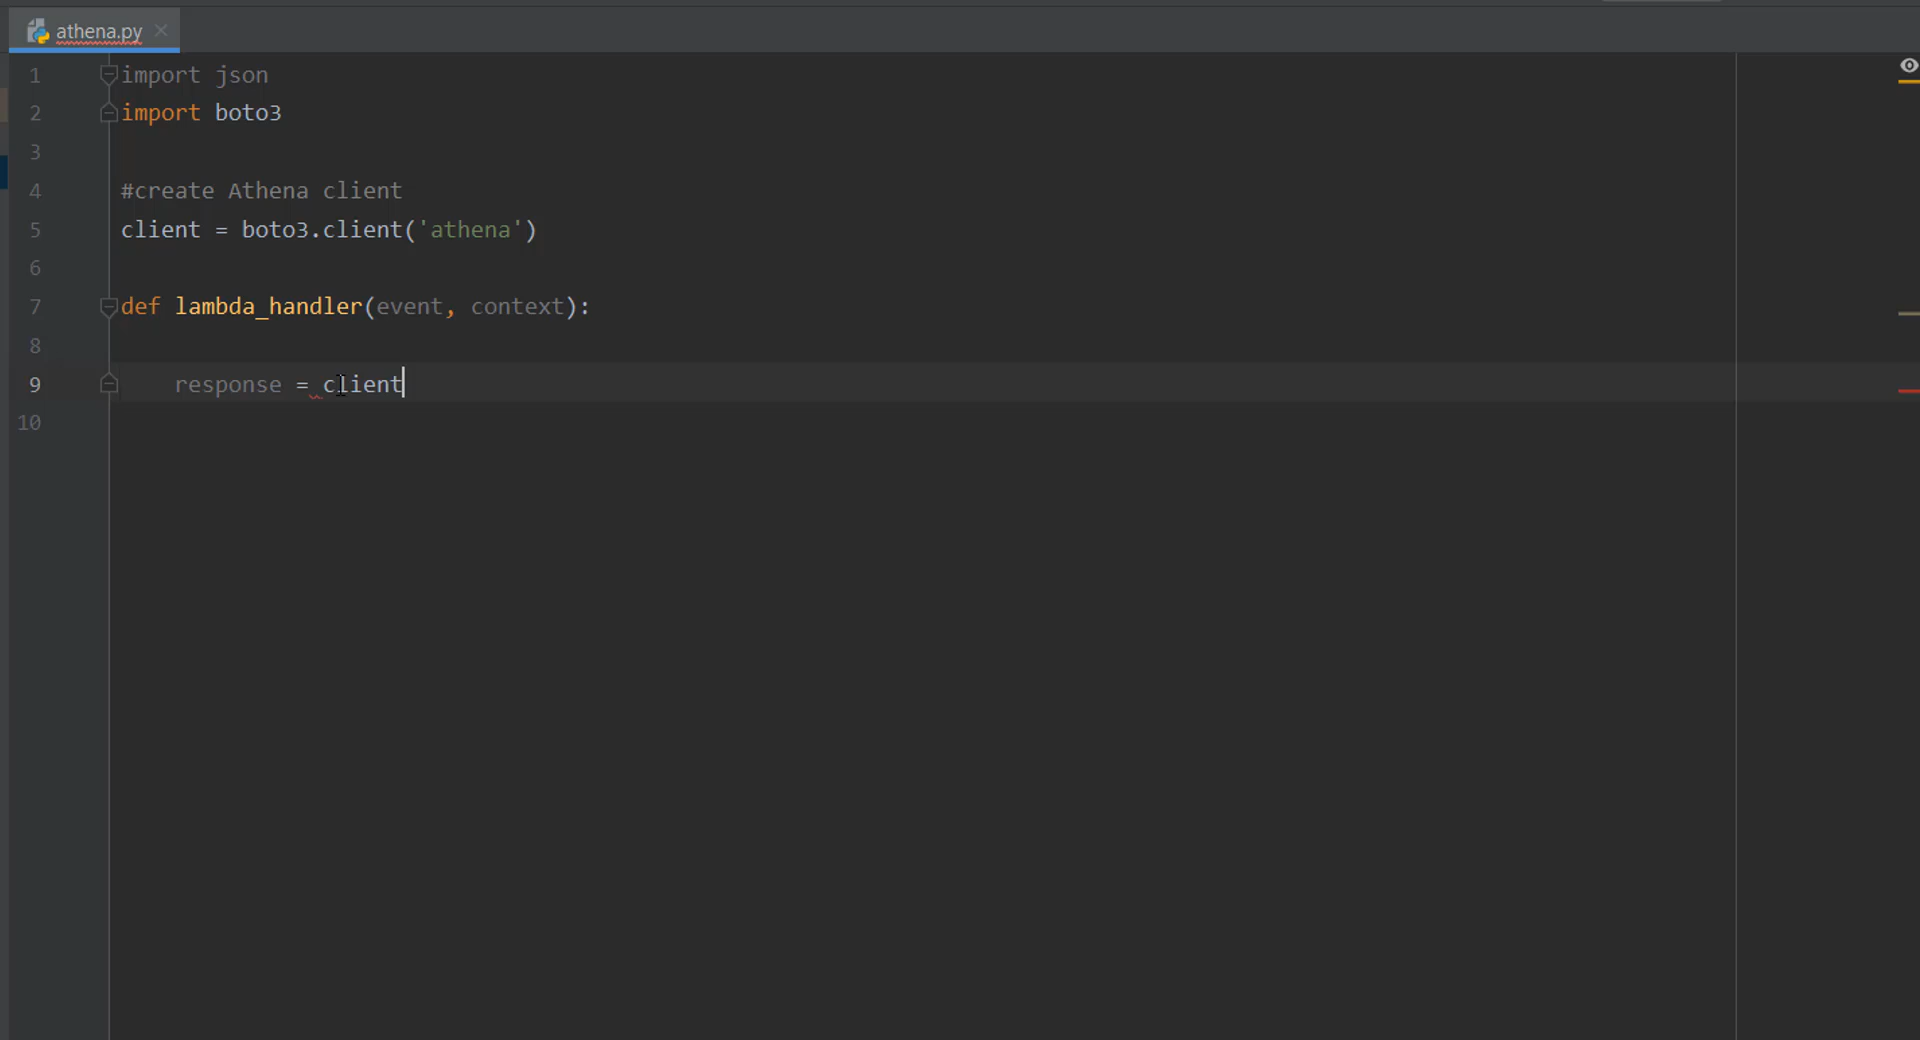 athena.py
1 import json
2 import boto3
3
4 #create Athena client
5 client = boto3.client('athena')
6
7 def lambda_handler(event, context):
8
9 response = client
10